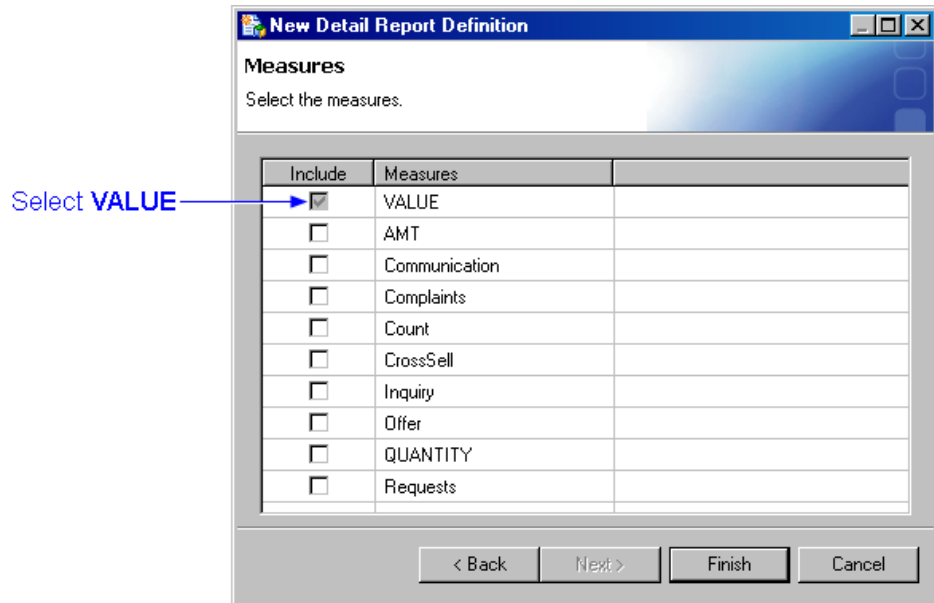 New Detail Report Definition
Measures
Select the measures.
Include Measures
Select VALUE
VALUE
AMT
Communication
Complaints
Count
CrossSell
Inquiry
Offer
QUANTITY
Requests
< Back Next > Finish Cancel